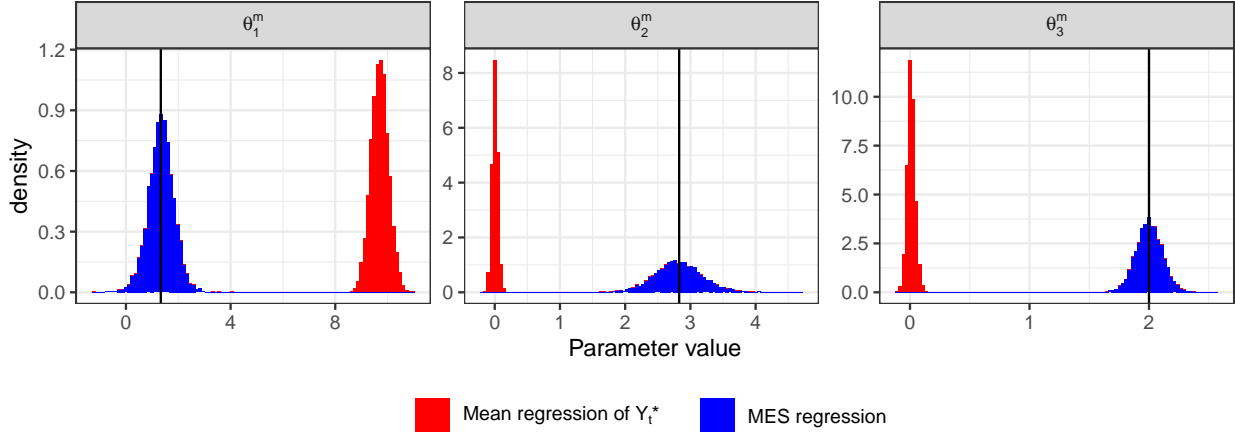 θ₁ᵐ θ₂ᵐ θ₃ᵐ
density
1.2
0.9
0.6
0.3
0.0
0 4 8
8
6
4
2
0
0 1 2 3 4
10.0
7.5
5.0
2.5
0.0
0 1 2
Parameter value
Mean regression of Yₜ* MES regression